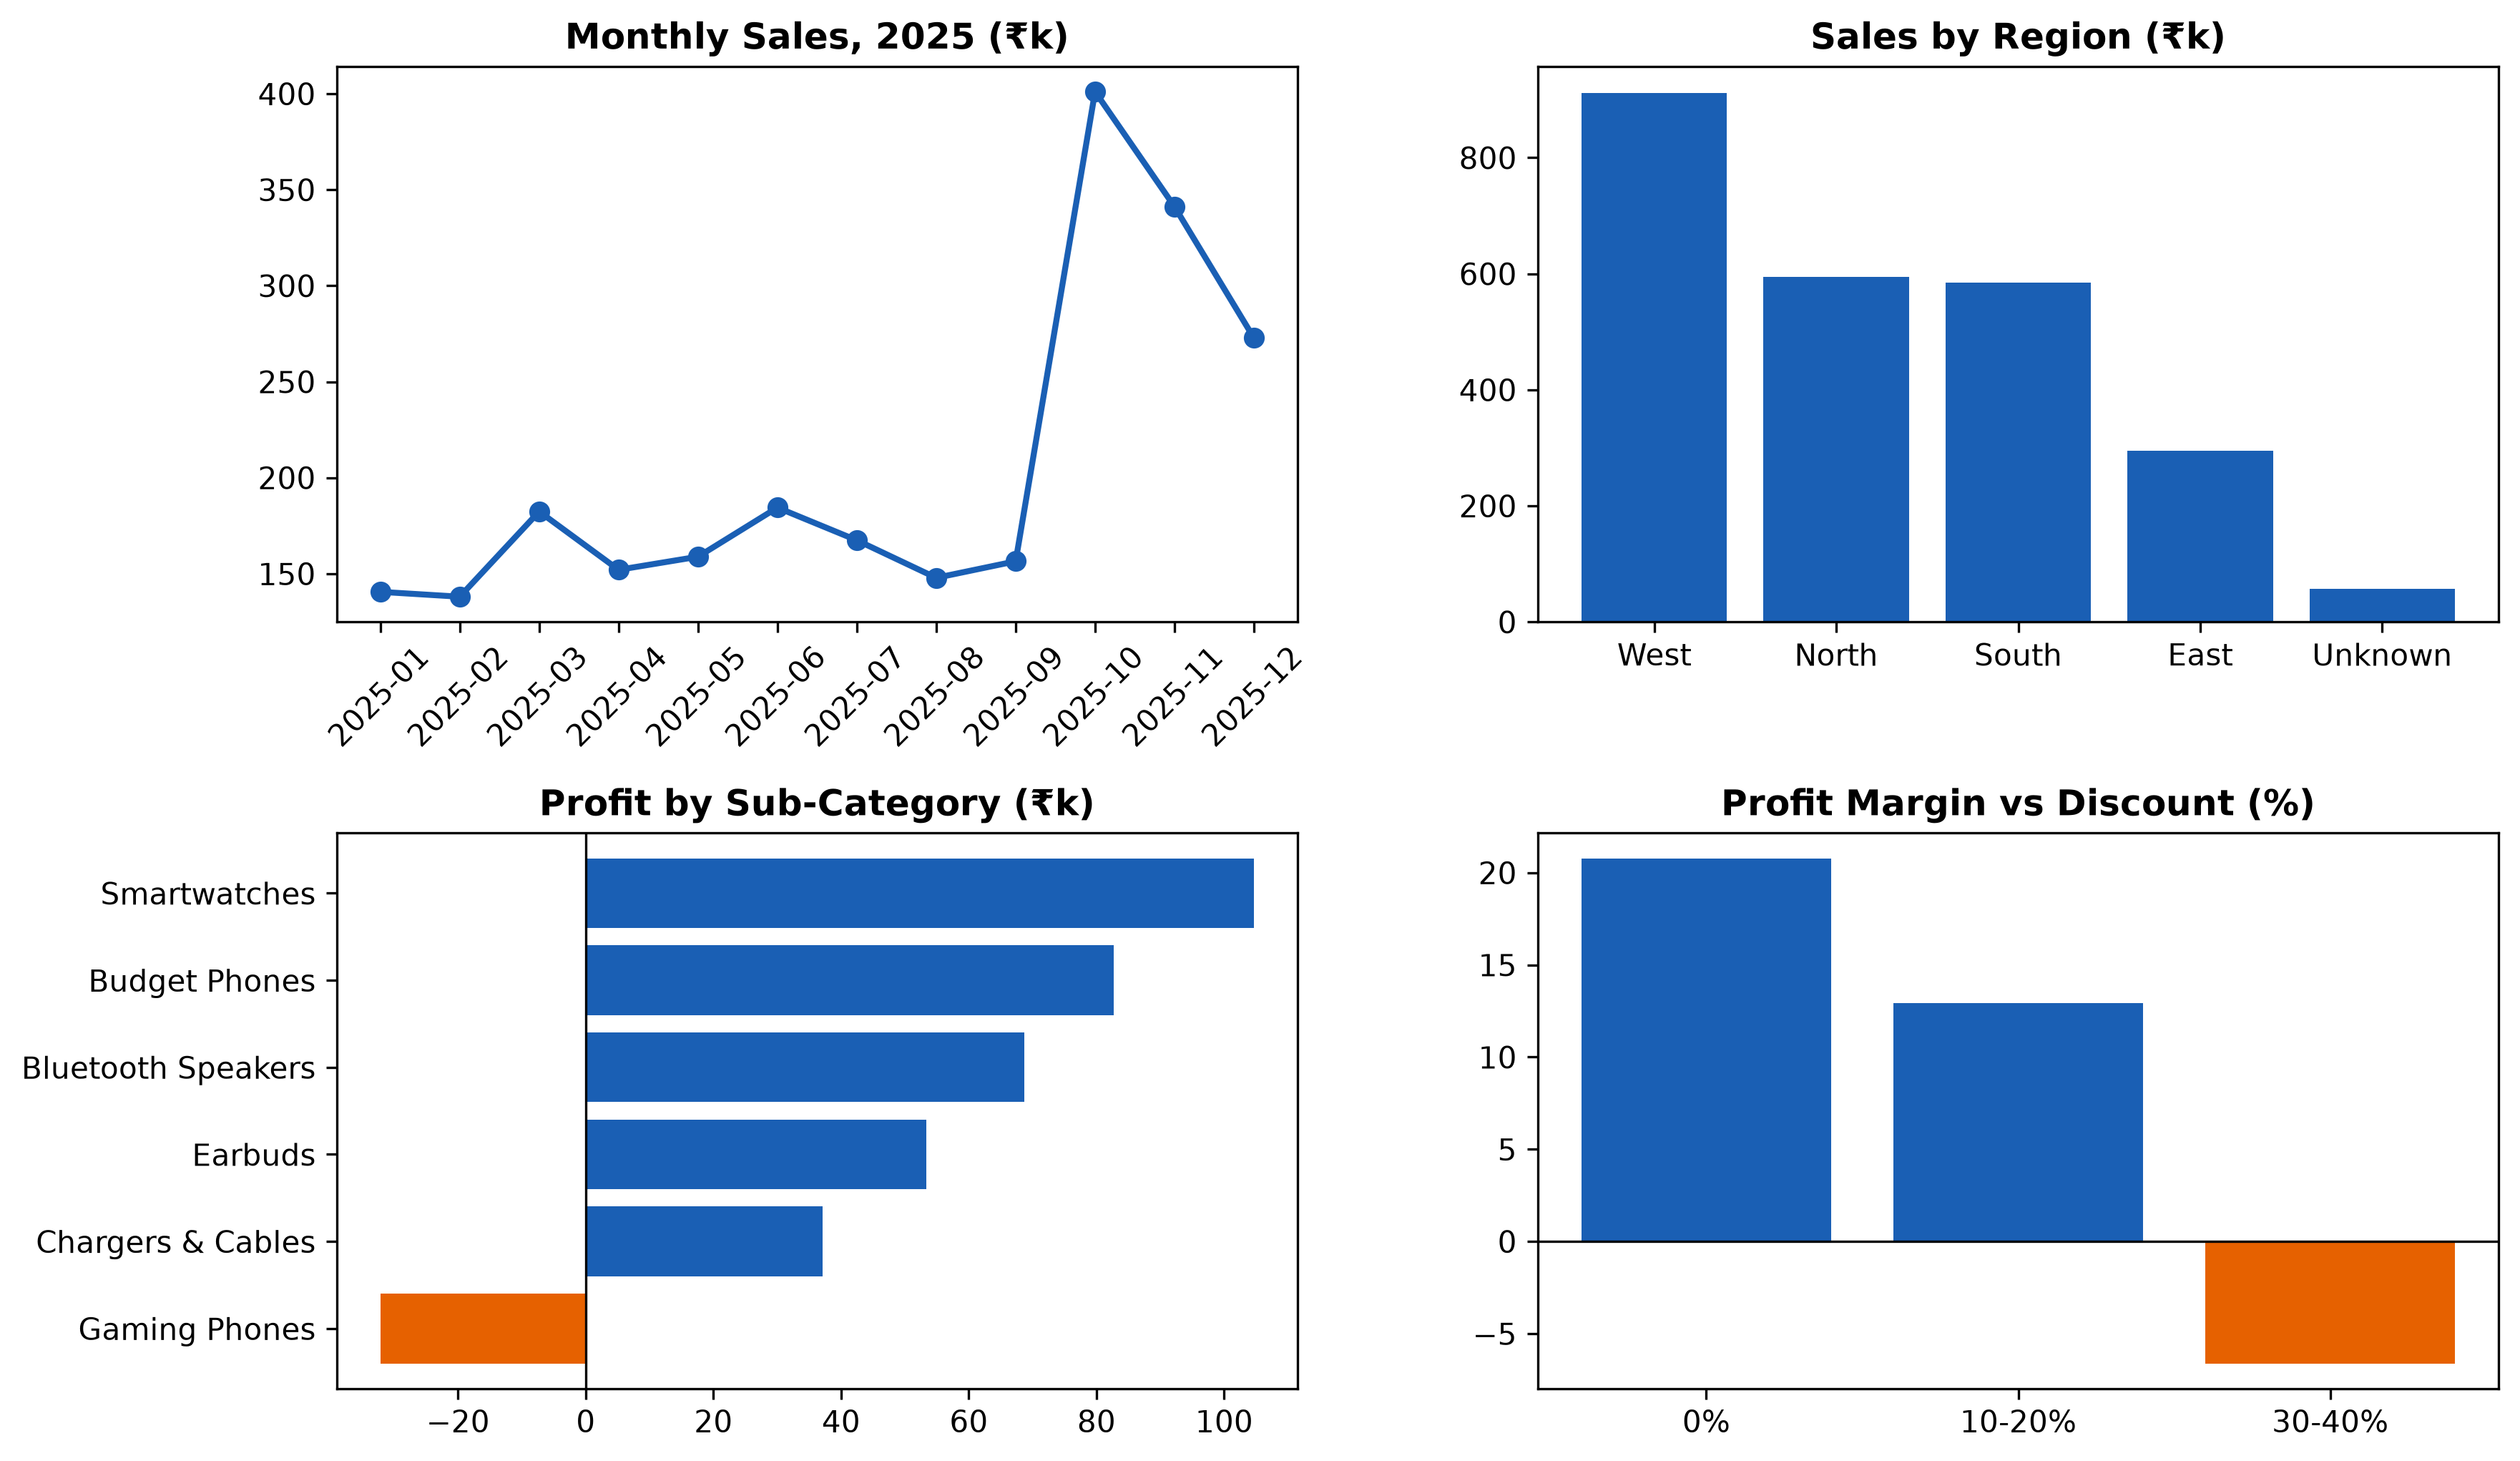 Monthly Sales, 2025 (₹k)
400
350
300
250
200
150
2025-01
2025-02
2025-03
2025-04
2025-05
2025-06
2025-07
2025-08
2025-09
2025-10
2025-11
2025-12
Sales by Region (₹k)
800
600
400
200
0
West
North
South
East
Unknown
Profit by Sub-Category (₹k)
Smartwatches
Budget Phones
Bluetooth Speakers
Earbuds
Chargers & Cables
Gaming Phones
−20
0
20
40
60
80
100
Profit Margin vs Discount (%)
20
15
10
5
0
−5
0%
10-20%
30-40%